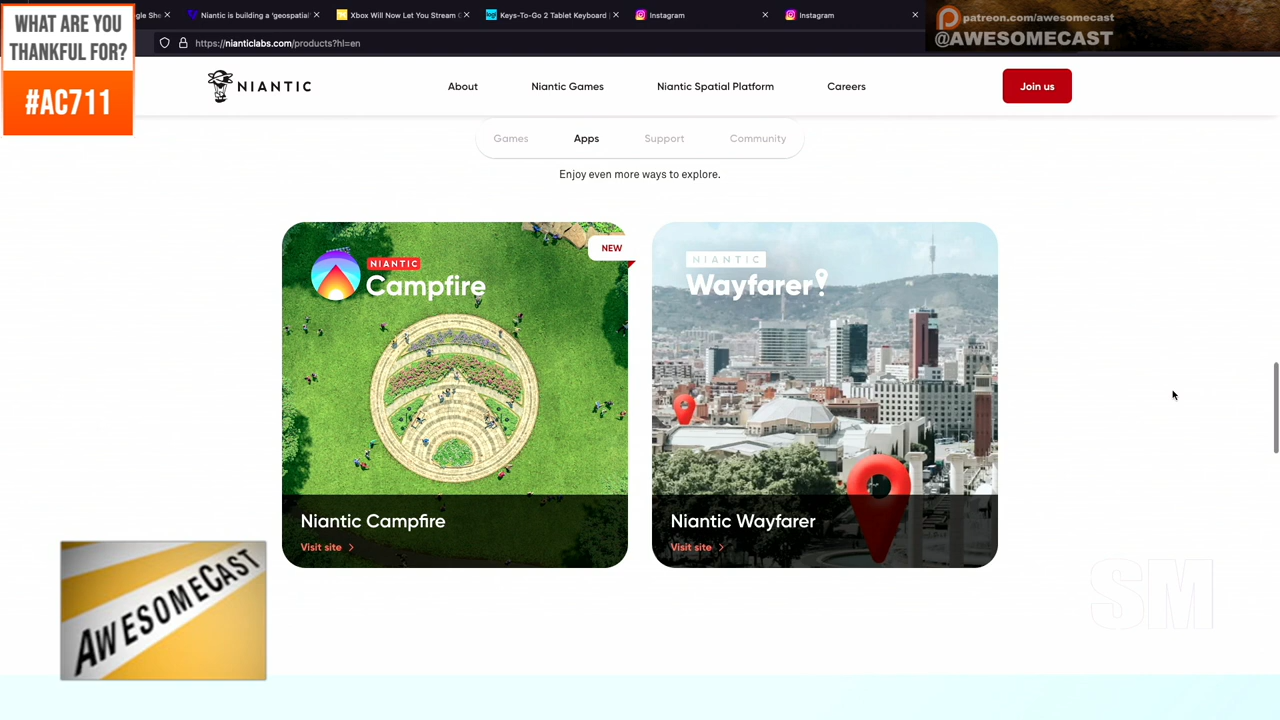 WHAT ARE YOU
THANKFUL FOR?
#AC711
gle She
Niantic is building a 'geospatial
Xbox Will Now Let You Stream
Keys-To-Go 2 Tablet Keyboard
Instagram
Instagram
https://nianticlabs.com/products?hl=en
patreon.com/awesomecast
@AWESOMECAST
NIANTIC
About
Niantic Games
Niantic Spatial Platform
Careers
Join us
Games
Apps
Support
Community
Enjoy even more ways to explore.
NEW
NIANTIC
Campfire
NIANTIC
Wayfarer
Niantic Campfire
Visit site
Niantic Wayfarer
Visit site
AWESOMECAST
SM